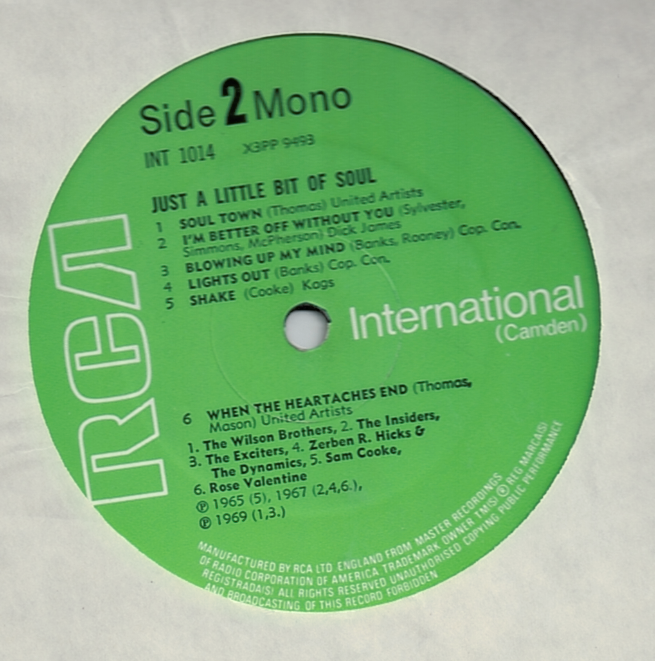 Side 2 Mono
INT 1014 X3PP 9493
JUST A LITTLE BIT OF SOUL
1 SOUL TOWN (Thomas) United Artists
2 I'M BETTER OFF WITHOUT YOU (Sylvester,
Simmons, McPherson) Dick James
3 BLOWING UP MY MIND (Banks, Rooney) Cop. Con.
4 LIGHTS OUT (Banks) Cop. Con.
5 SHAKE (Cooke) Kags
RCA
International
(Camden)
6 WHEN THE HEARTACHES END (Thomas,
Mason) United Artists
1. The Wilson Brothers, 2. The Insiders,
3. The Exciters, 4. Zerben R. Hicks &
The Dynamics, 5. Sam Cooke,
6. Rose Valentine
℗ 1965 (5), 1967 (2,4,6.),
℗ 1969 (1,3.)
MANUFACTURED BY RCA LTD. ENGLAND FROM MASTER RECORDINGS
OF RADIO CORPORATION OF AMERICA TRADEMARK OWNER TM(S) ® REG MARCA(S)
REGISTRADA(S) ALL RIGHTS RESERVED UNAUTHORISED COPYING PUBLIC PERFORMANCE
AND BROADCASTING OF THIS RECORD FORBIDDEN